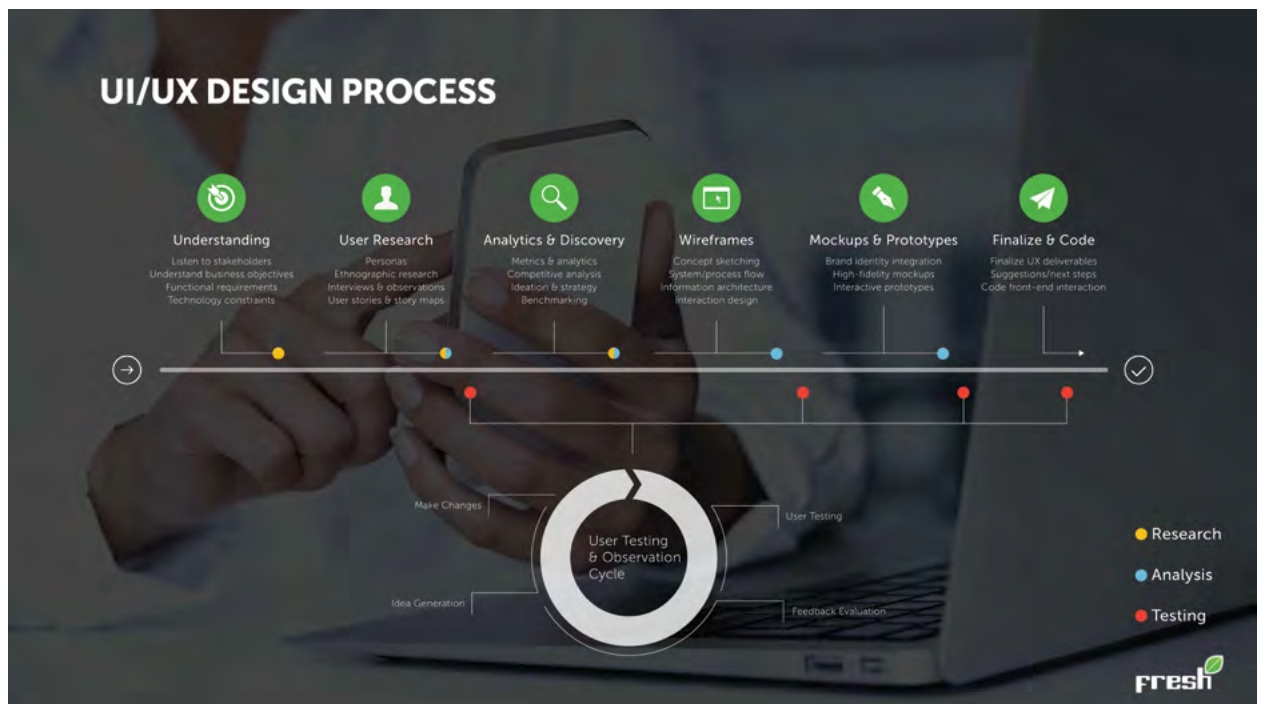 UI/UX DESIGN PROCESS
Understanding
Listen to stakeholders
Understand business objectives
Functional requirements
Technology constraints
User Research
Personas
Ethnographic research
Interviews & observations
User stories & story maps
Analytics & Discovery
Metrics & analytics
Competitive analysis
Ideation & strategy
Benchmarking
Wireframes
Concept sketching
System/process flow
Information architecture
Interaction design
Mockups & Prototypes
Brand identity integration
High-fidelity mockups
Interactive prototypes
Finalize & Code
Finalize UX deliverables
Suggestions/next steps
Code front-end interaction
Make Changes
User Testing
User Testing
& Observation
Cycle
Idea Generation
Feedback Evaluation
Research
Analysis
Testing
fresh